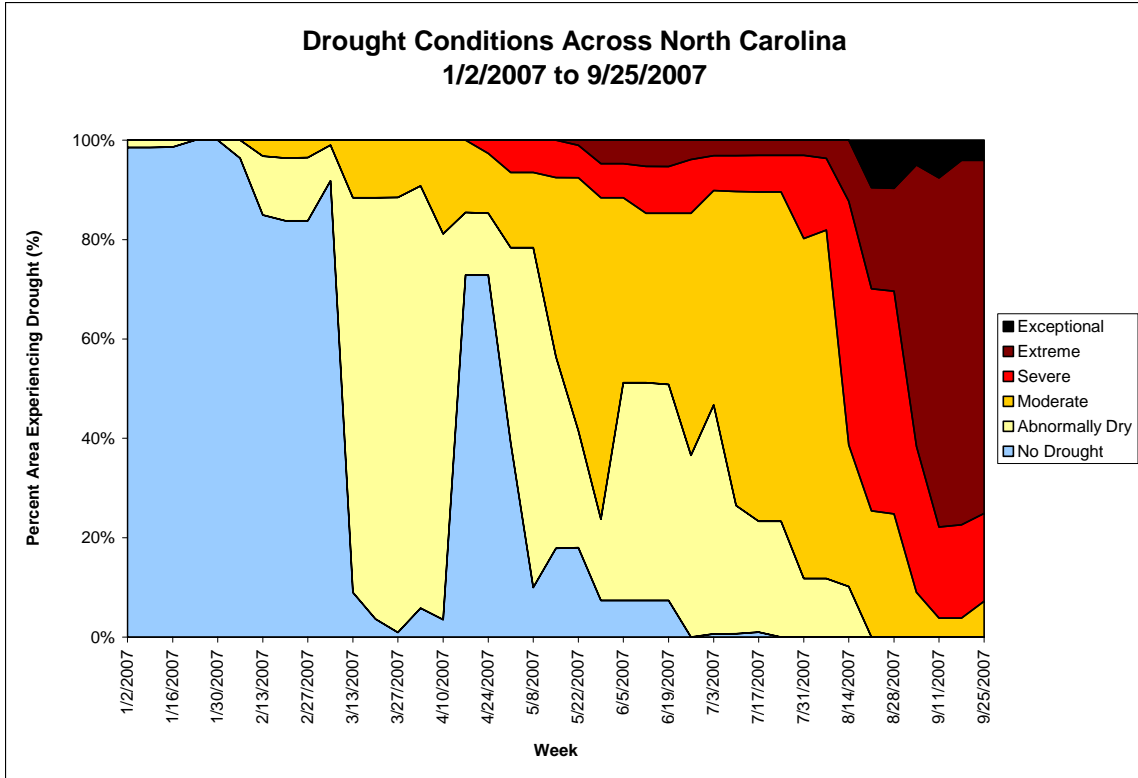 Drought Conditions Across North Carolina
1/2/2007 to 9/25/2007
100%
80%
60%
40%
20%
0%
Percent Area Experiencing Drought (%)
Exceptional
Extreme
Severe
Moderate
Abnormally Dry
No Drought
1/2/2007
1/16/2007
1/30/2007
2/13/2007
2/27/2007
3/13/2007
3/27/2007
4/10/2007
4/24/2007
5/8/2007
5/22/2007
6/5/2007
6/19/2007
7/3/2007
7/17/2007
7/31/2007
8/14/2007
8/28/2007
9/11/2007
9/25/2007
Week